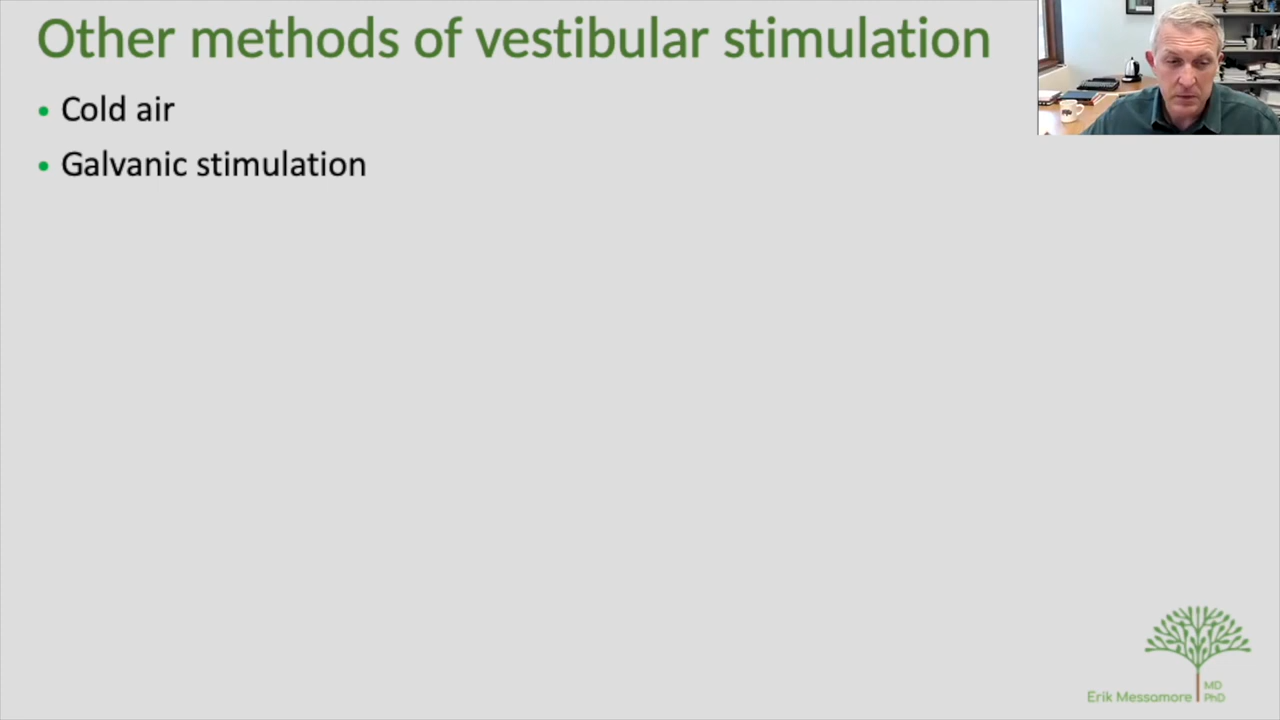 Other methods of vestibular stimulation
• Cold air
• Galvanic stimulation
Erik Messamore
MD
PhD